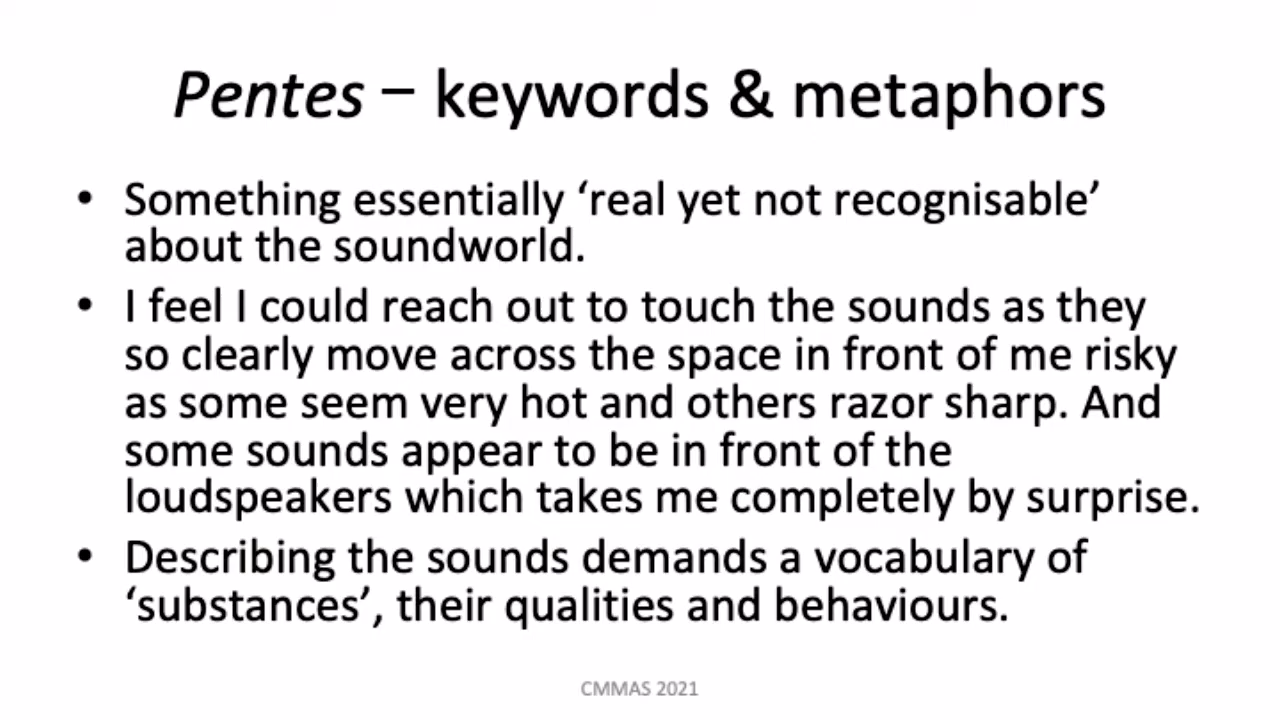 Pentes – keywords & metaphors
• Something essentially ‘real yet not recognisable’
about the soundworld.
• I feel I could reach out to touch the sounds as they
so clearly move across the space in front of me risky
as some seem very hot and others razor sharp. And
some sounds appear to be in front of the
loudspeakers which takes me completely by surprise.
• Describing the sounds demands a vocabulary of
‘substances’, their qualities and behaviours.
CMMAS 2021